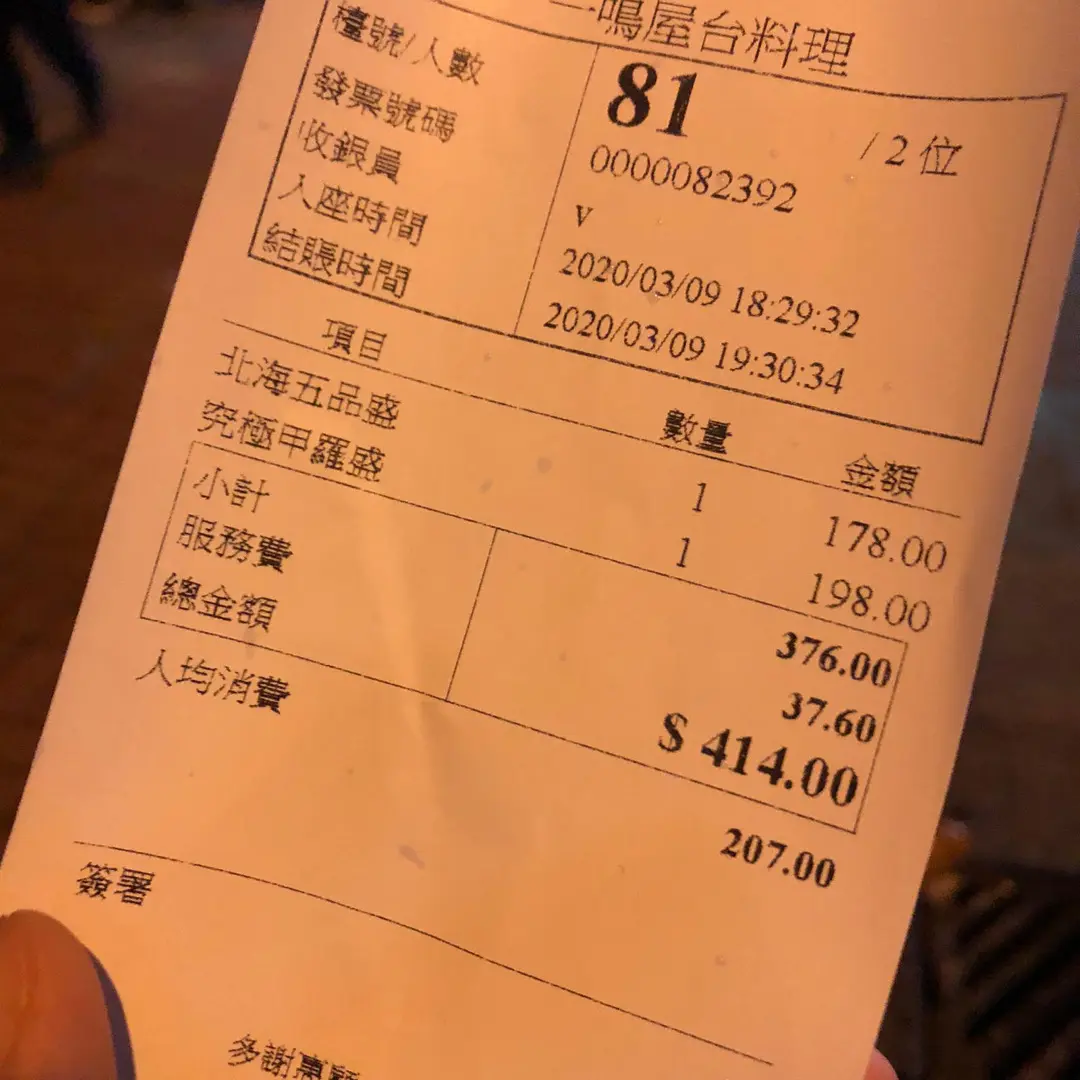 一鳴屋台料理
檯號/人數 81 / 2 位
發票號碼 0000082392
收銀員 v
入座時間 2020/03/09 18:29:32
結賬時間 2020/03/09 19:30:34
項目 數量 金額
北海五品盛 1 178.00
究極甲羅盛 1 198.00
小計 376.00
服務費 37.60
總金額 $ 414.00
人均消費 207.00
簽署
多謝惠顧